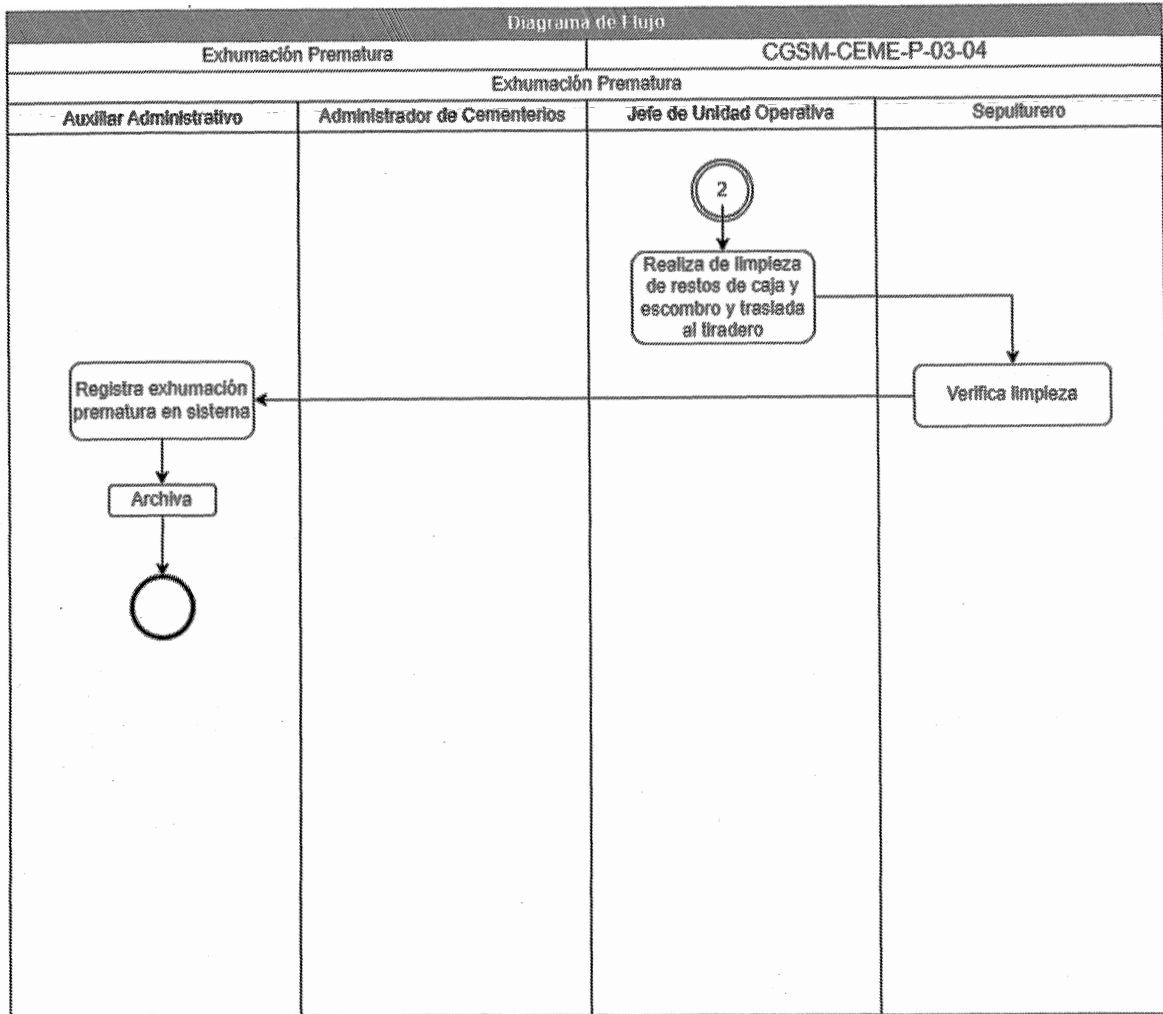 Diagrama de Flujo
Exhumación Prematura
CGSM-CEME-P-03-04
Exhumación Prematura
Auxiliar Administrativo
Administrador de Cementerios
Jefe de Unidad Operativa
Sepulturero
2
Realiza de limpieza
de restos de caja y
escombro y traslada
al tiradero
Verifica limpieza
Registra exhumación
prematura en sistema
Archiva